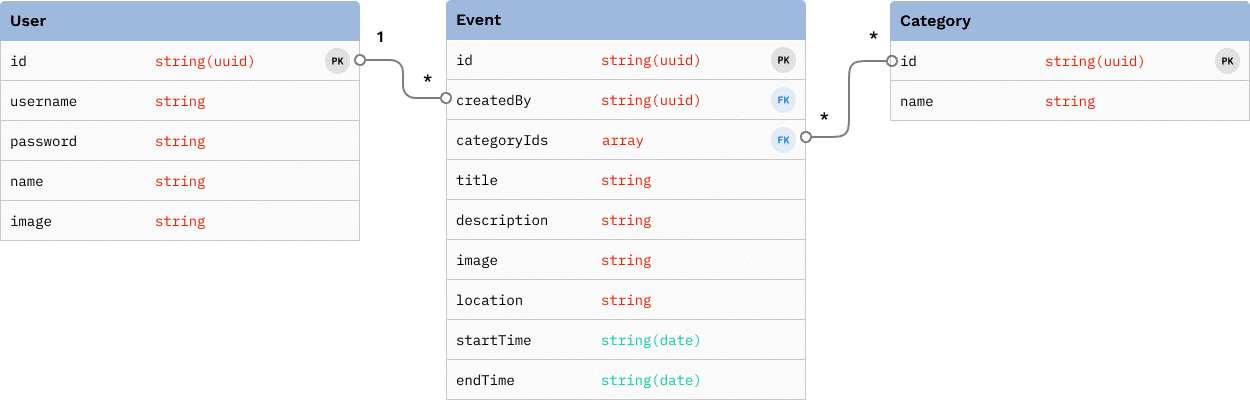 User
id string(uuid) PK
username string
password string
name string
image string
1
*
Event
id string(uuid) PK
createdBy string(uuid) FK
categoryIds array FK
title string
description string
image string
location string
startTime string(date)
endTime string(date)
*
*
Category
id string(uuid) PK
name string